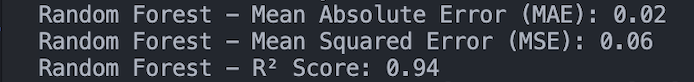 Random Forest – Mean Absolute Error (MAE): 0.02
Random Forest – Mean Squared Error (MSE): 0.06
Random Forest – R² Score: 0.94